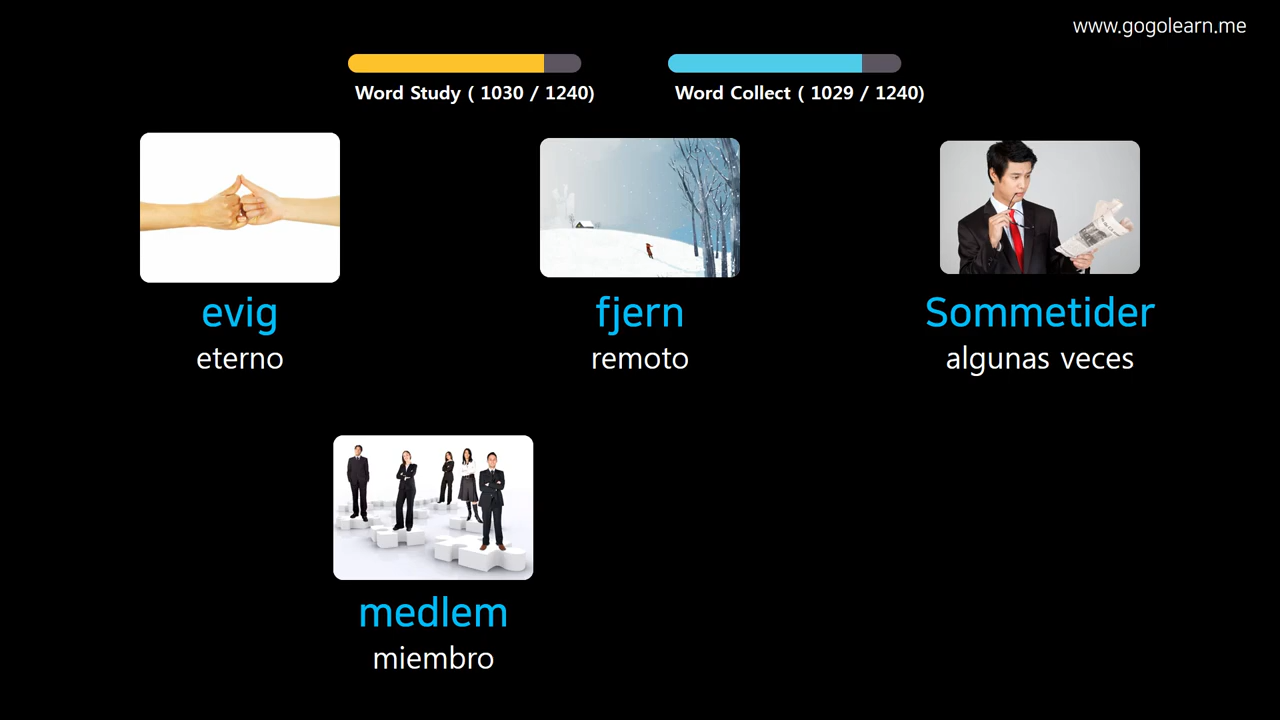 www.gogolearn.me
Word Study ( 1030 / 1240)
Word Collect ( 1029 / 1240)
evig
eterno
fjern
remoto
Sommetider
algunas veces
medlem
miembro